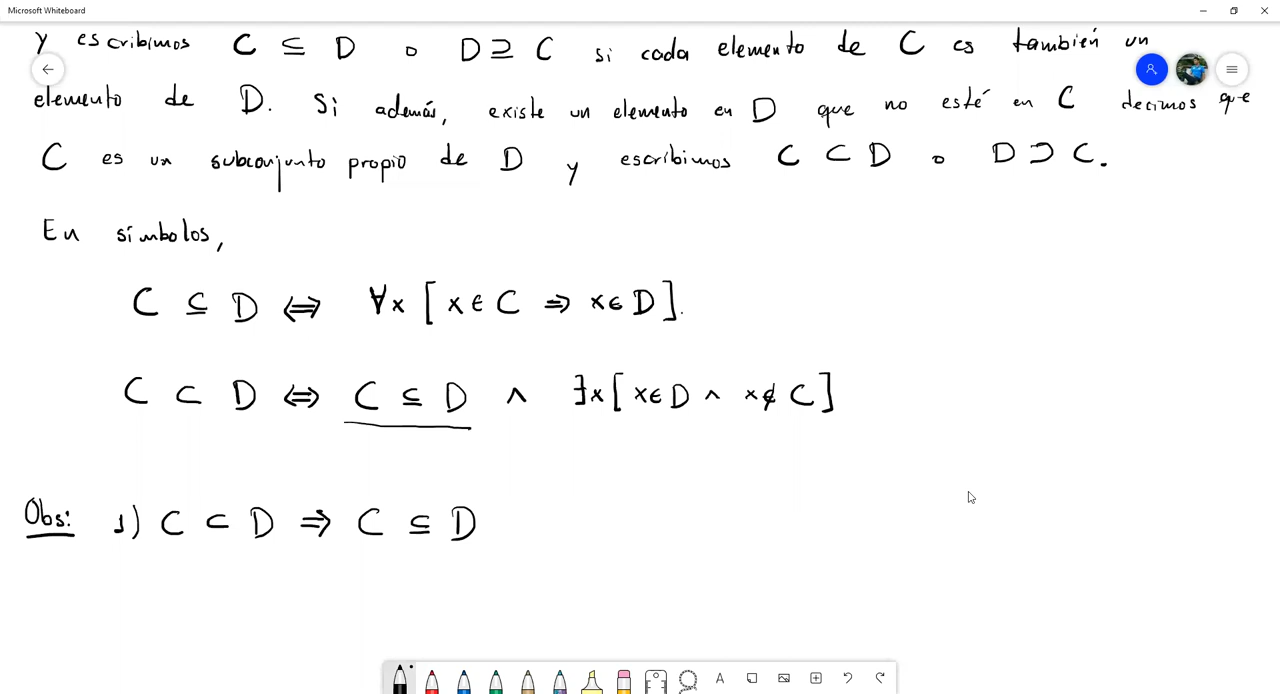 Microsoft Whiteboard
y escribimos C ⊆ D o D ⊇ C si cada elemento de C es también un
elemento de D. Si además, existe un elemento en D que no esté en C decimos que
C es un subconjunto propio de D y escribimos C ⊂ D o D ⊃ C.
En símbolos,
C ⊆ D ⇔ ∀x [x ∈ C ⇒ x ∈ D].
C ⊂ D ⇔ C ⊆ D ∧ ∃x [x ∈ D ∧ x ∉ C]
Obs: 1) C ⊂ D ⇒ C ⊆ D